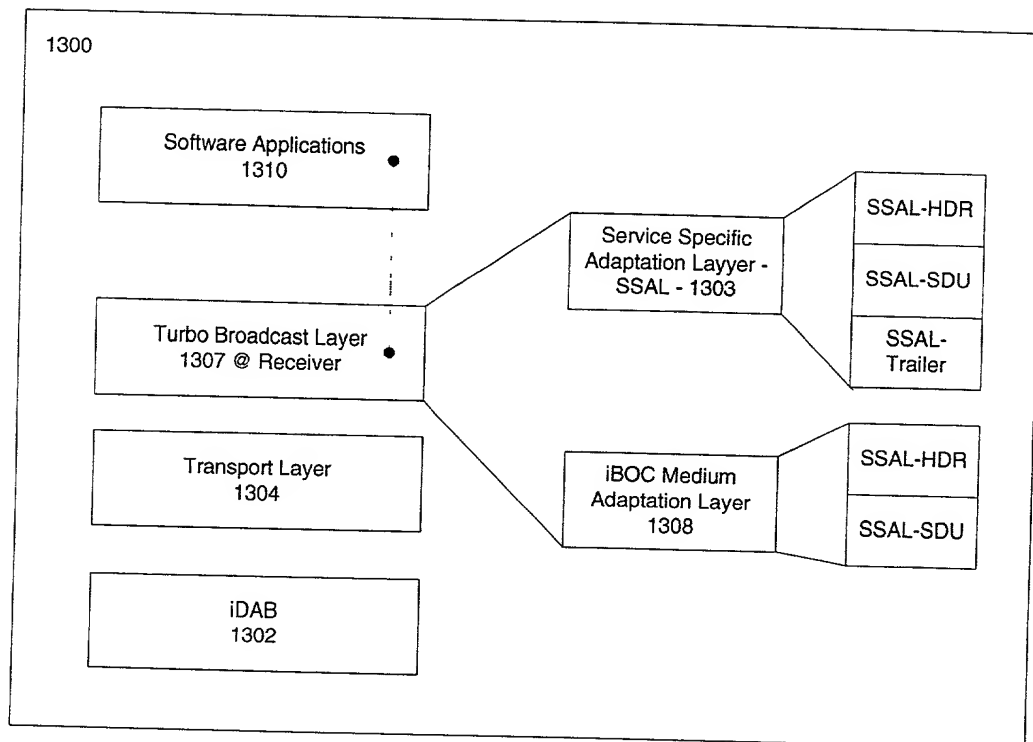 1300
Software Applications
1310
Turbo Broadcast Layer
1307 @ Receiver
Transport Layer
1304
iDAB
1302
Service Specific
Adaptation Layyer -
SSAL - 1303
SSAL-HDR
SSAL-SDU
SSAL-
Trailer
iBOC Medium
Adaptation Layer
1308
SSAL-HDR
SSAL-SDU